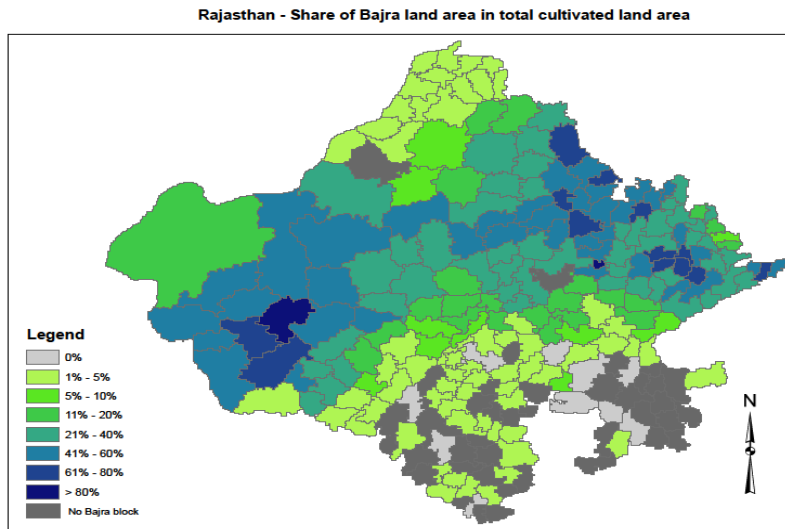 Rajasthan - Share of Bajra land area in total cultivated land area
Legend
0%
1% - 5%
5% - 10%
11% - 20%
21% - 40%
41% - 60%
61% - 80%
> 80%
No Bajra block
N